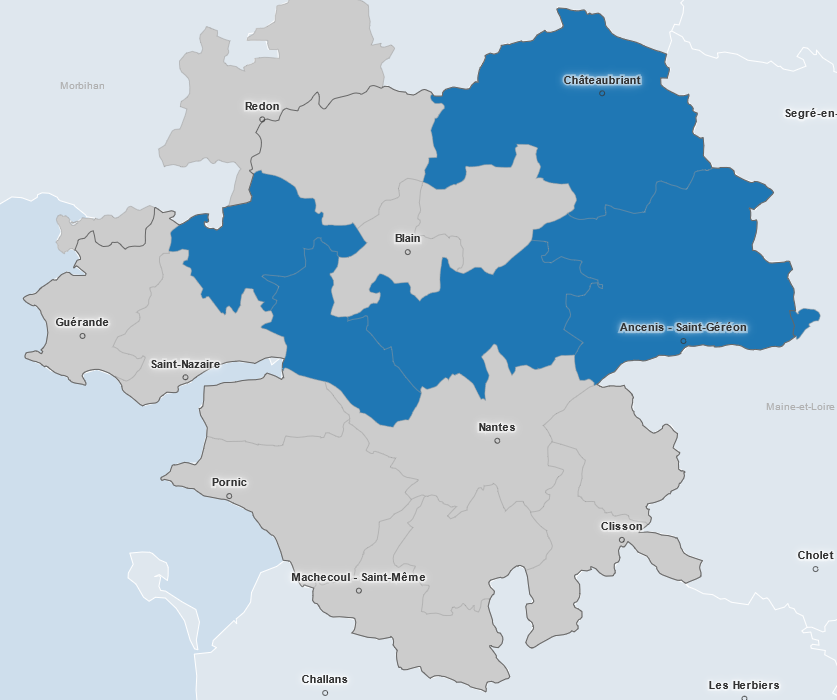 Châteaubriant
Morbihan
Redon
Segré-en-
Blain
Guérande
Ancenis - Saint-Géréon
Saint-Nazaire
Maine-et-Loire
Nantes
Pornic
Clisson
Cholet
Machecoul - Saint-Même
Challans
Les Herbiers